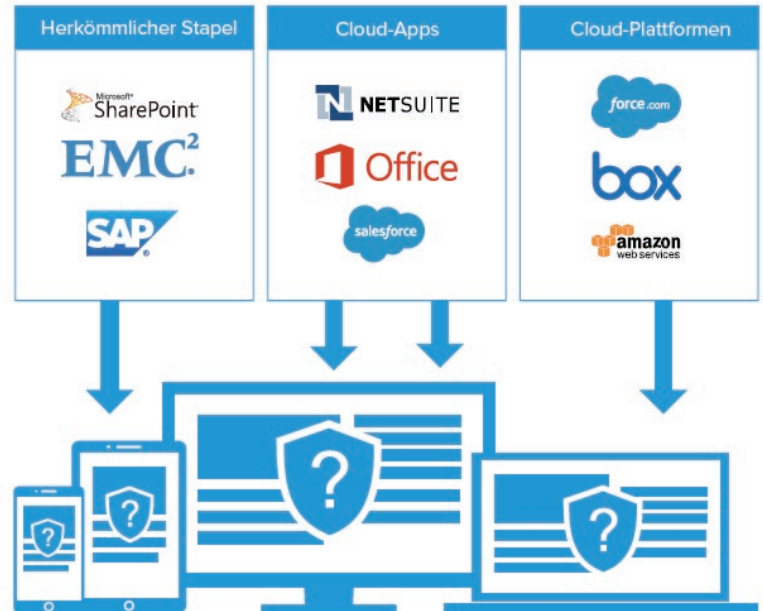 Herkömmlicher Stapel
Microsoft®
SharePoint
EMC²
SAP®
Cloud-Apps
N NETSUITE
Office
salesforce
Cloud-Plattformen
force.com
box
amazon
web services
?
?
?
?